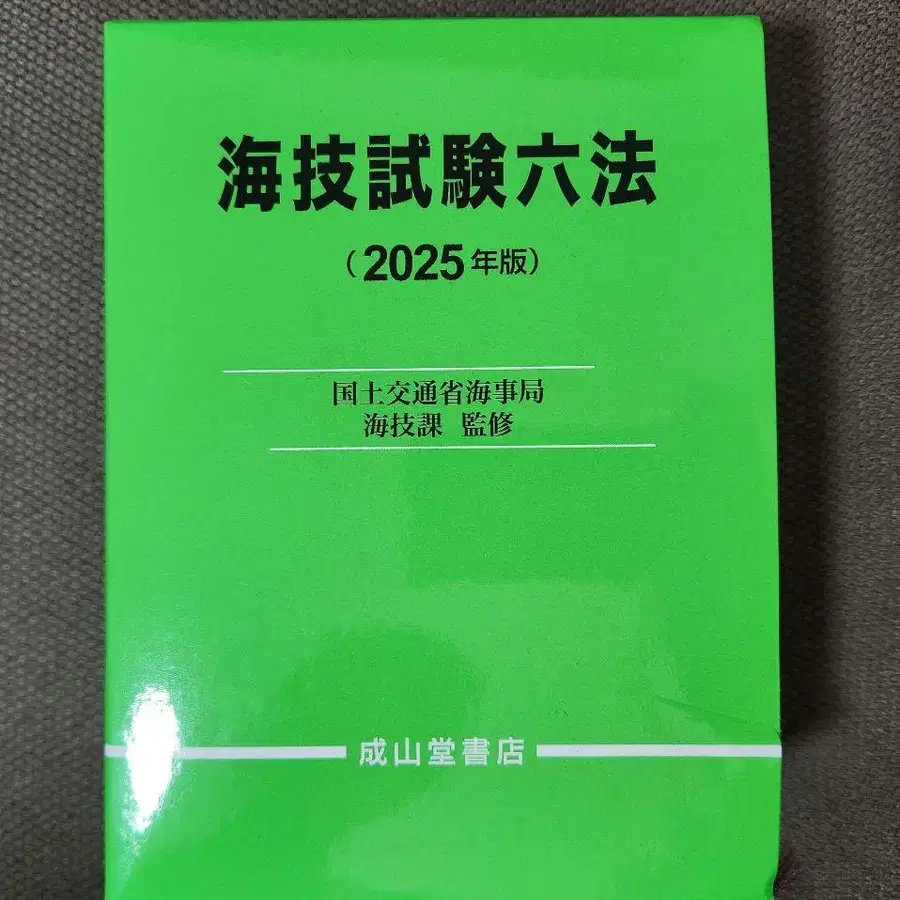 海技試験六法
（2025年版）
国土交通省海事局
海技課 監修
成山堂書店